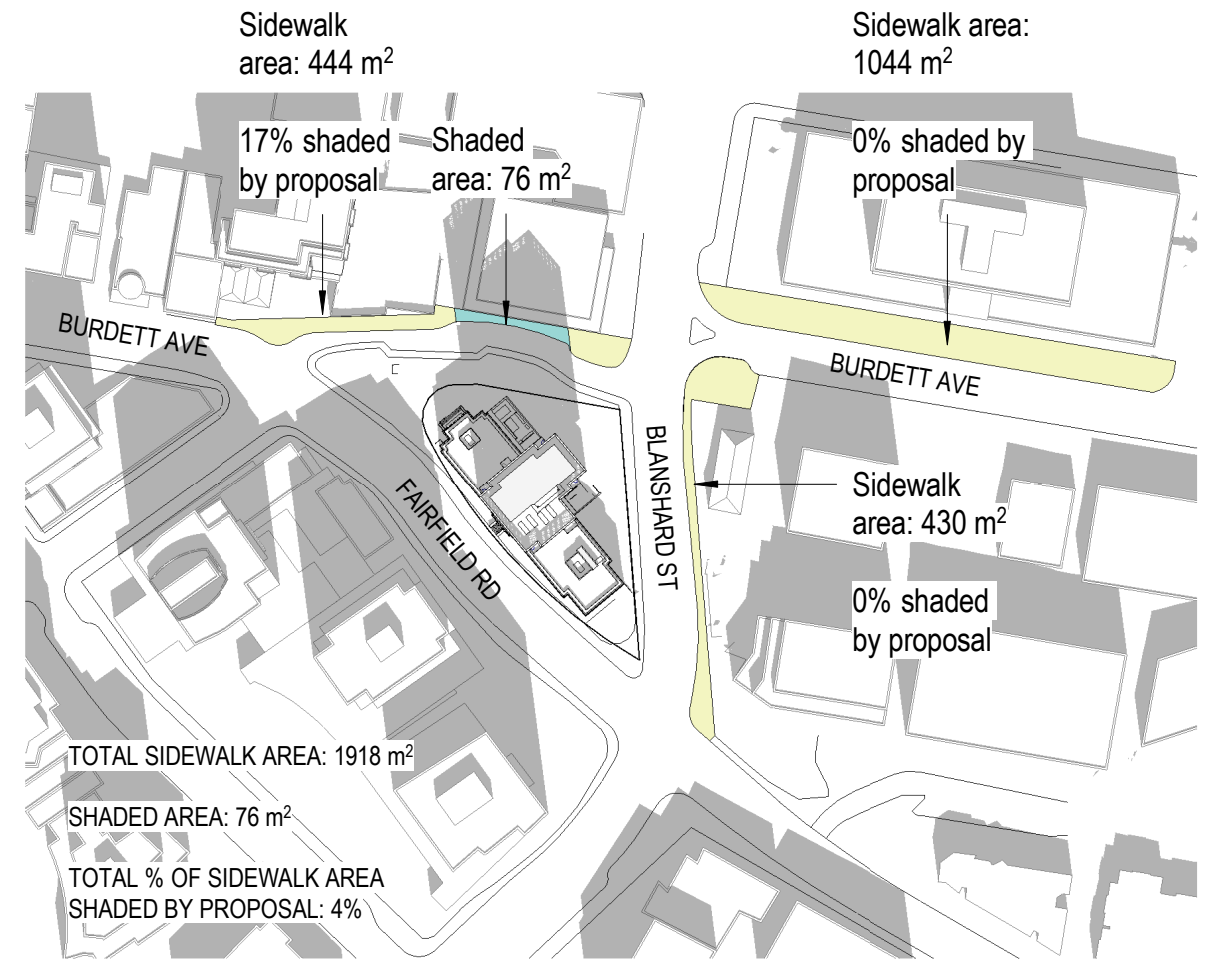 Sidewalk
area: 444 m²
Sidewalk area:
1044 m²
17% shaded
by proposal
Shaded
area: 76 m²
0% shaded by
proposal
BURDETT AVE
BURDETT AVE
BLANSHARD ST
FAIRFIELD RD
Sidewalk
area: 430 m²
0% shaded
by proposal
TOTAL SIDEWALK AREA: 1918 m²
SHADED AREA: 76 m²
TOTAL % OF SIDEWALK AREA
SHADED BY PROPOSAL: 4%